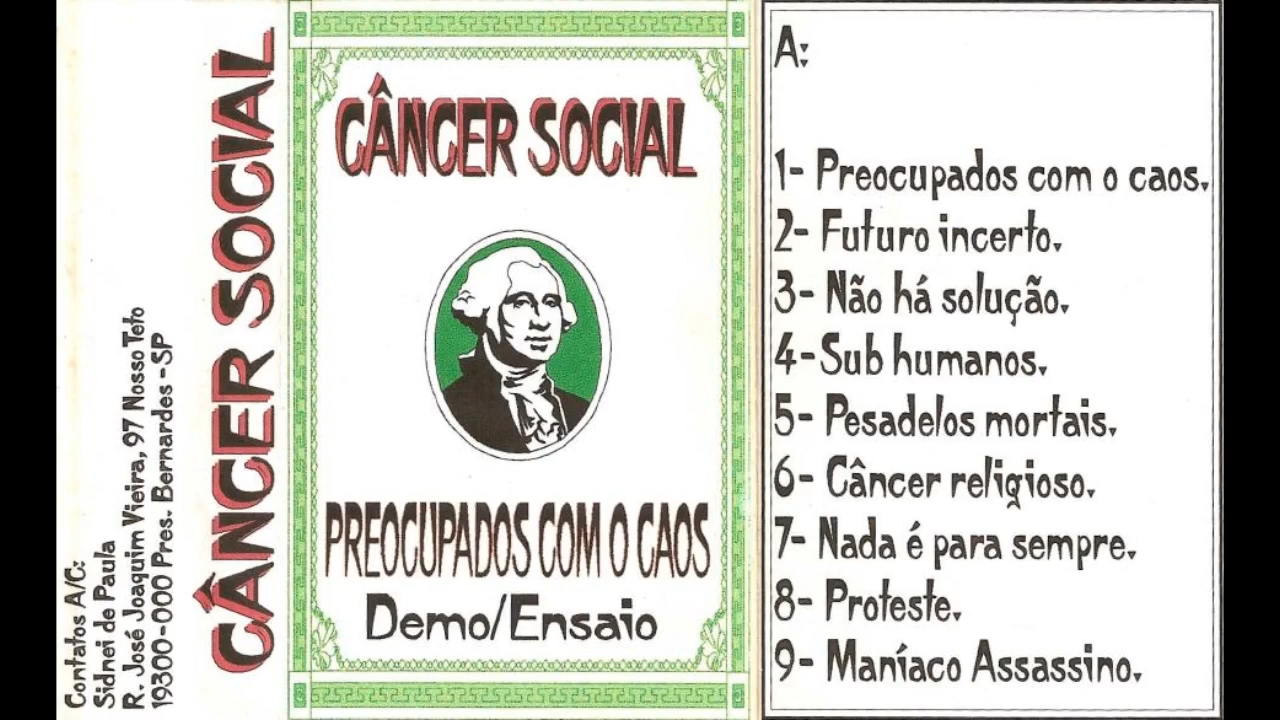 Contatos A/C:
Sidnei de Paula
R. José Joaquim Vieira, 97 Nosso Teto
19300-000 Pres. Bernardes -SP
CÂNCER SOCIAL
CÂNCER SOCIAL
PREOCUPADOS COM O CAOS
Demo/Ensaio
A:
1- Preocupados com o caos.
2- Futuro incerto.
3- Não há solução.
4-Sub humanos.
5- Pesadelos mortais.
6- Câncer religioso.
7- Nada é para sempre.
8- Proteste.
9- Maníaco Assassino.